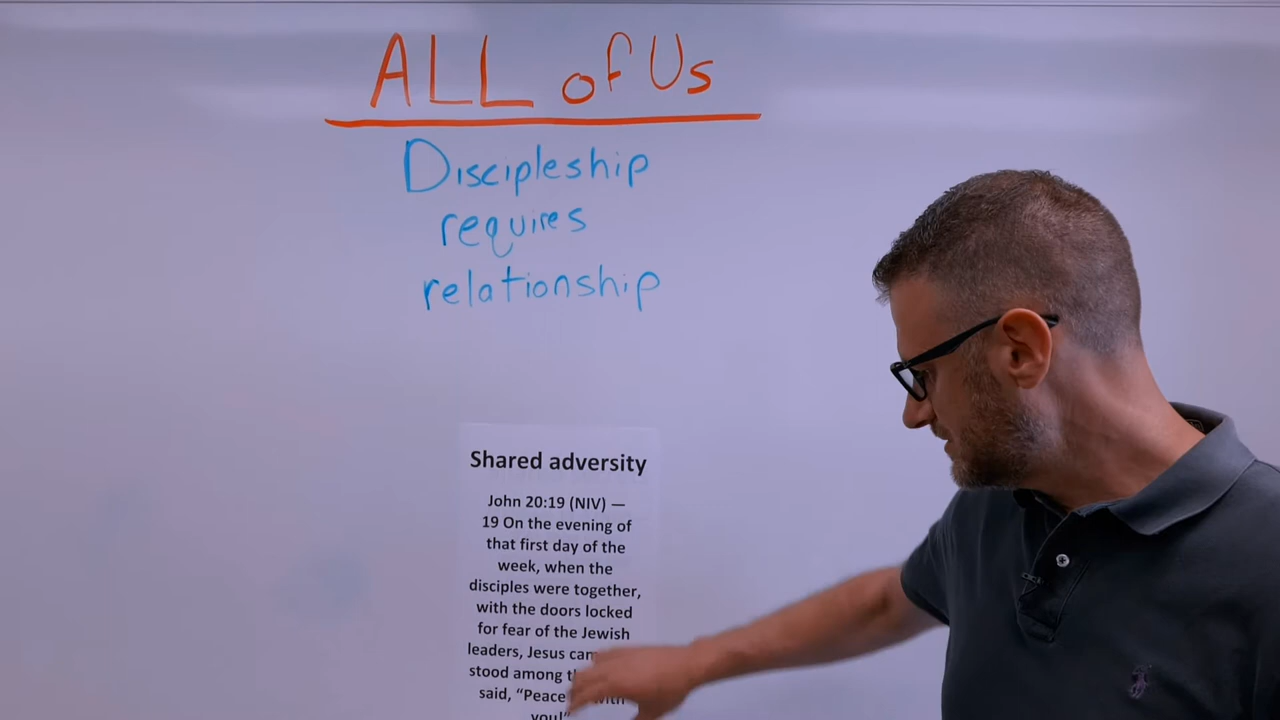 ALL of Us
Discipleship
requires
relationship
Shared adversity
John 20:19 (NIV) —
19 On the evening of
that first day of the
week, when the
disciples were together,
with the doors locked
for fear of the Jewish
leaders, Jesus
stood among
said, “Peace with
you!”